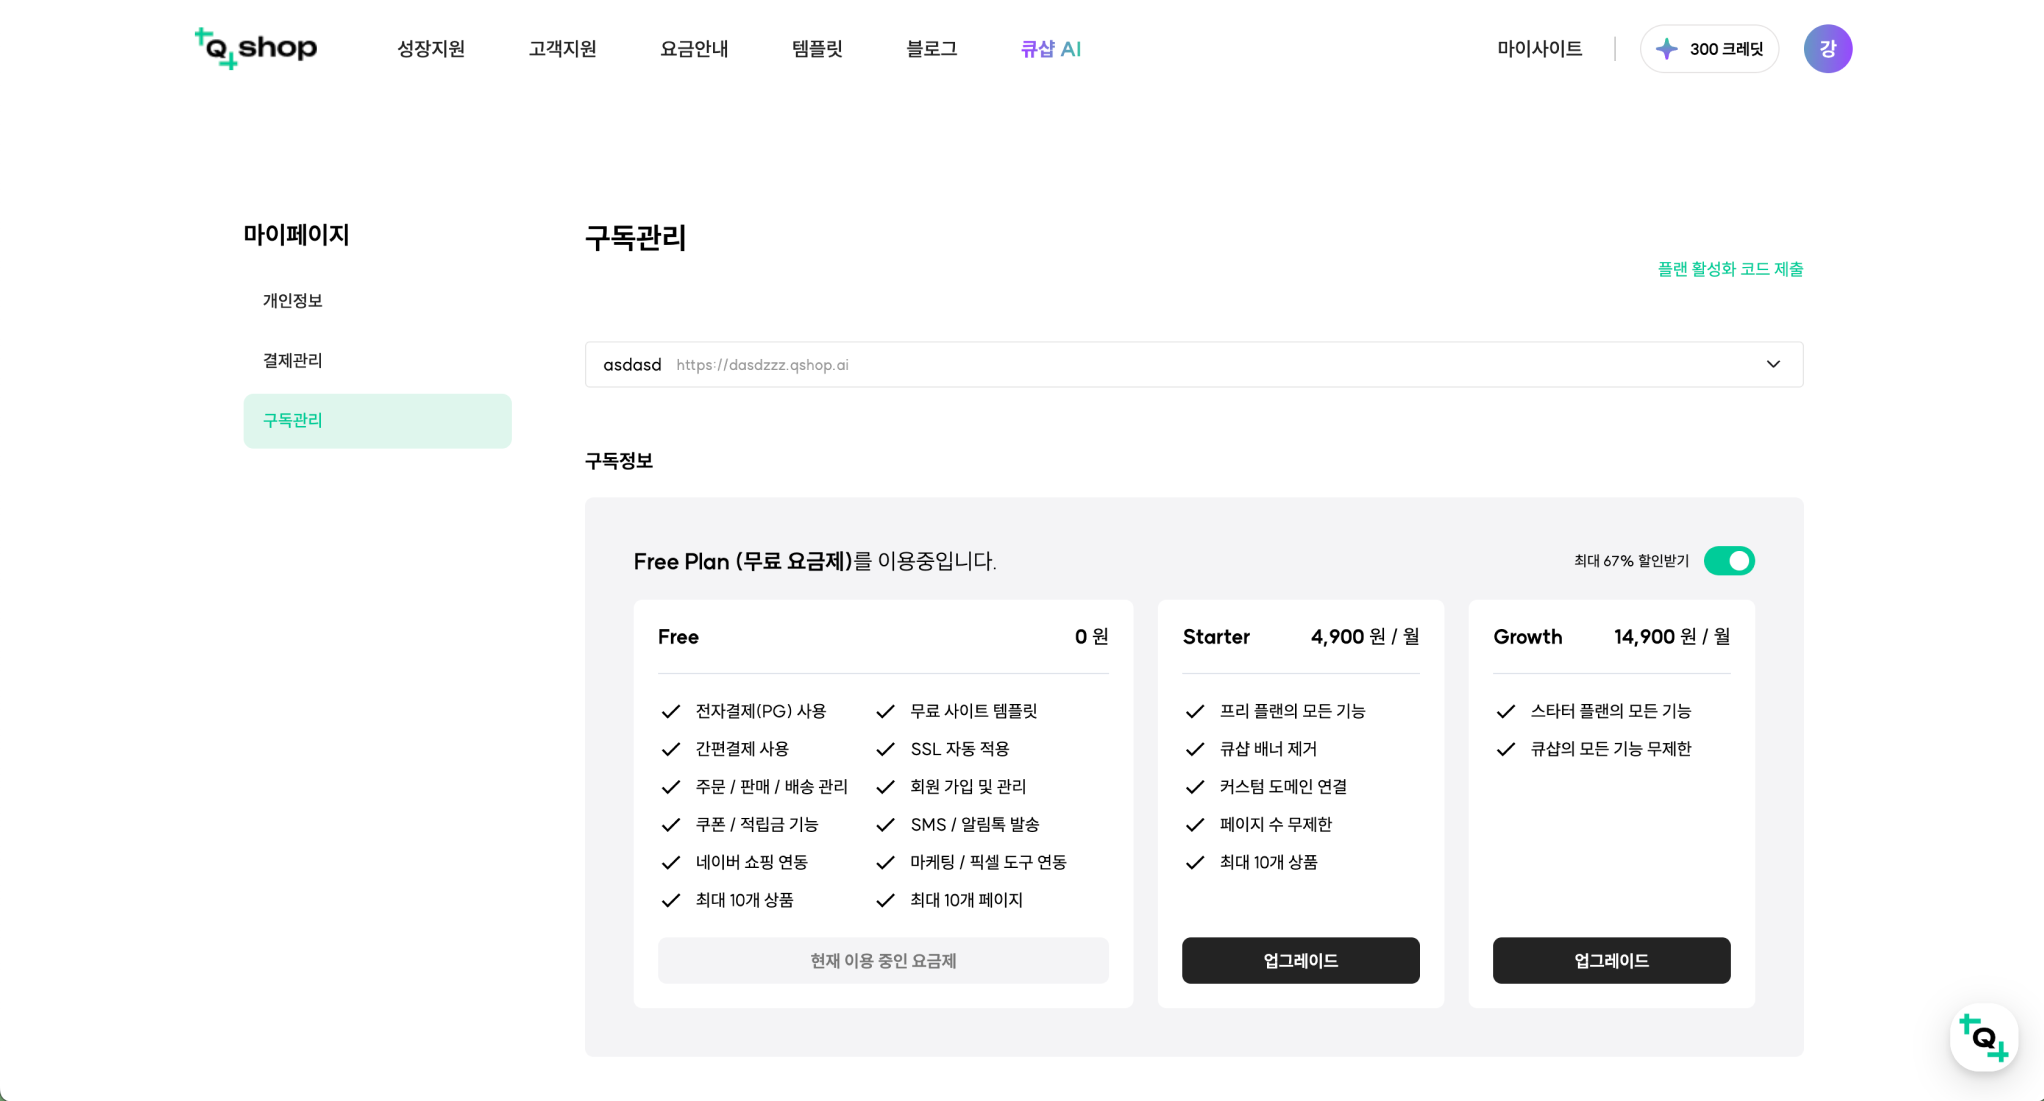 Qshop
성장지원
고객지원
요금안내
템플릿
블로그
큐샵 AI
마이사이트
300 크레딧
강
마이페이지
개인정보
결제관리
구독관리
구독관리
플랜 활성화 코드 제출
asdasd https://dasdzzz.qshop.ai
구독정보
Free Plan (무료 요금제)를 이용중입니다.
최대 67% 할인받기
Free 0 원
전자결제(PG) 사용
간편결제 사용
주문 / 판매 / 배송 관리
쿠폰 / 적립금 기능
네이버 쇼핑 연동
최대 10개 상품
무료 사이트 템플릿
SSL 자동 적용
회원 가입 및 관리
SMS / 알림톡 발송
마케팅 / 픽셀 도구 연동
최대 10개 페이지
현재 이용 중인 요금제
Starter 4,900 원 / 월
프리 플랜의 모든 기능
큐샵 배너 제거
커스텀 도메인 연결
페이지 수 무제한
최대 10개 상품
업그레이드
Growth 14,900 원 / 월
스타터 플랜의 모든 기능
큐샵의 모든 기능 무제한
업그레이드
Q